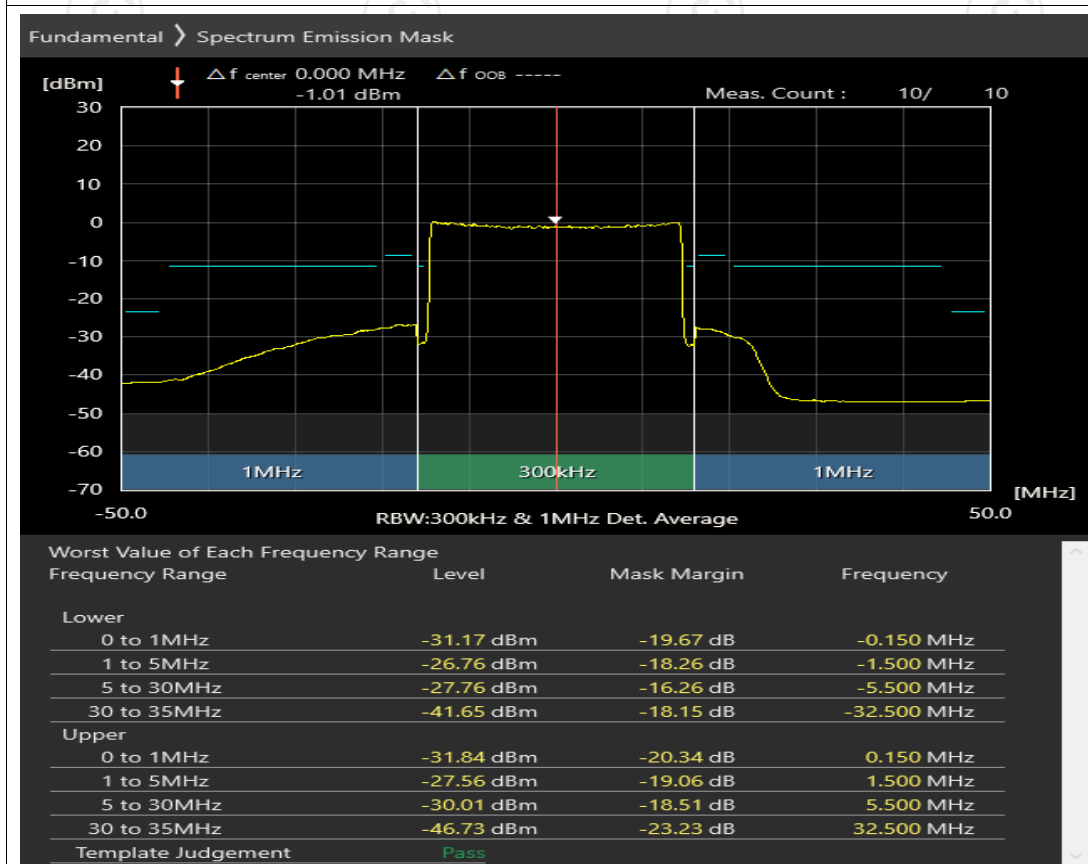 Fundamental ❯ Spectrum Emission Mask
[dBm] △f center 0.000 MHz △f OOB -----
-1.01 dBm Meas. Count : 10/ 10
30
20
10
0
-10
-20
-30
-40
-50
-60
-70
1MHz 300kHz 1MHz
[MHz]
-50.0 RBW:300kHz & 1MHz Det. Average 50.0
Worst Value of Each Frequency Range
Frequency Range Level Mask Margin Frequency
Lower
0 to 1MHz -31.17 dBm -19.67 dB -0.150 MHz
1 to 5MHz -26.76 dBm -18.26 dB -1.500 MHz
5 to 30MHz -27.76 dBm -16.26 dB -5.500 MHz
30 to 35MHz -41.65 dBm -18.15 dB -32.500 MHz
Upper
0 to 1MHz -31.84 dBm -20.34 dB 0.150 MHz
1 to 5MHz -27.56 dBm -19.06 dB 1.500 MHz
5 to 30MHz -30.01 dBm -18.51 dB 5.500 MHz
30 to 35MHz -46.73 dBm -23.23 dB 32.500 MHz
Template Judgement Pass